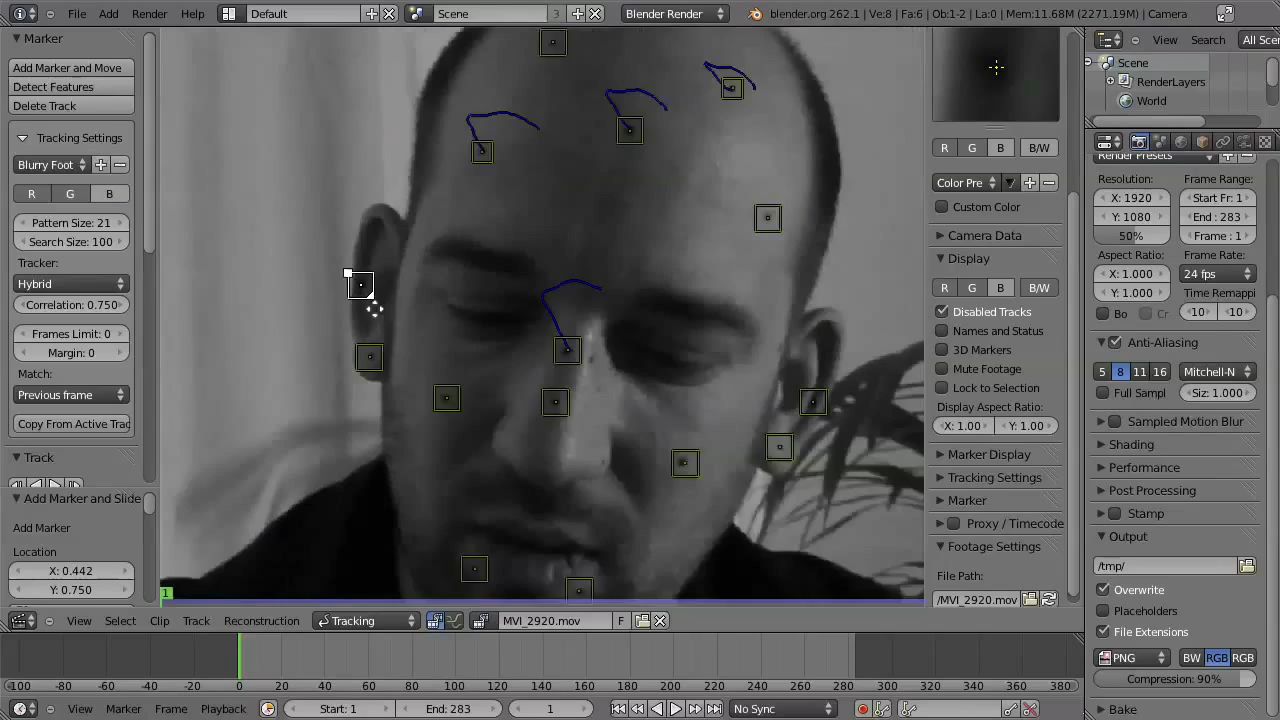 Add Render Help Default Scene 3 Blender Render blender.org 262.1 | Ve:8 | Fa:6 | Ob:1-2 | La:0 | Mem:11.68M (2271.19M) | Camera
Marker
Add Marker and Move
Detect Features
Delete Track
Tracking Settings
Blurry Foot
R G B
Pattern Size: 21
Search Size: 100
Tracker:
Hybrid
Correlation: 0.750
Frames Limit: 0
Margin: 0
Match:
Previous frame
Copy From Active Trac
Track
Add Marker and Slide
Add Marker
Location
X: 0.442
Y: 0.750
1
R G B B/W
Color Pre
Custom Color
Camera Data
Display
R G B B/W
Disabled Tracks
Names and Status
3D Markers
Mute Footage
Lock to Selection
Display Aspect Ratio:
X: 1.00 Y: 1.00
Marker Display
Tracking Settings
Marker
Proxy / Timecode
Footage Settings
File Path:
/MVI_2920.mov
View Search All Sce
Scene
RenderLayers
World
Render Presets
Resolution: Frame Range:
X: 1920 Start Fr: 1
Y: 1080 End : 283
50% Frame : 1
Aspect Ratio: Frame Rate:
X: 1.000 24 fps
Y: 1.000 Time Remappi
Bo Cr 10 10
Anti-Aliasing
5 8 11 16 Mitchell-N
Full Sampl Siz: 1.000
Sampled Motion Blur
Shading
Performance
Post Processing
Stamp
Output
/tmp/
Overwrite
Placeholders
File Extensions
PNG BW RGB RGB
Compression: 90%
Bake
View Select Clip Track Reconstruction Tracking MVI_2920.mov F
-100 -80 -60 -40 -20 0 20 40 60 80 100 120 140 160 180 200 220 240 260 280 300 320 340 360 380
View Marker Frame Playback Start: 1 End: 283 1 No Sync